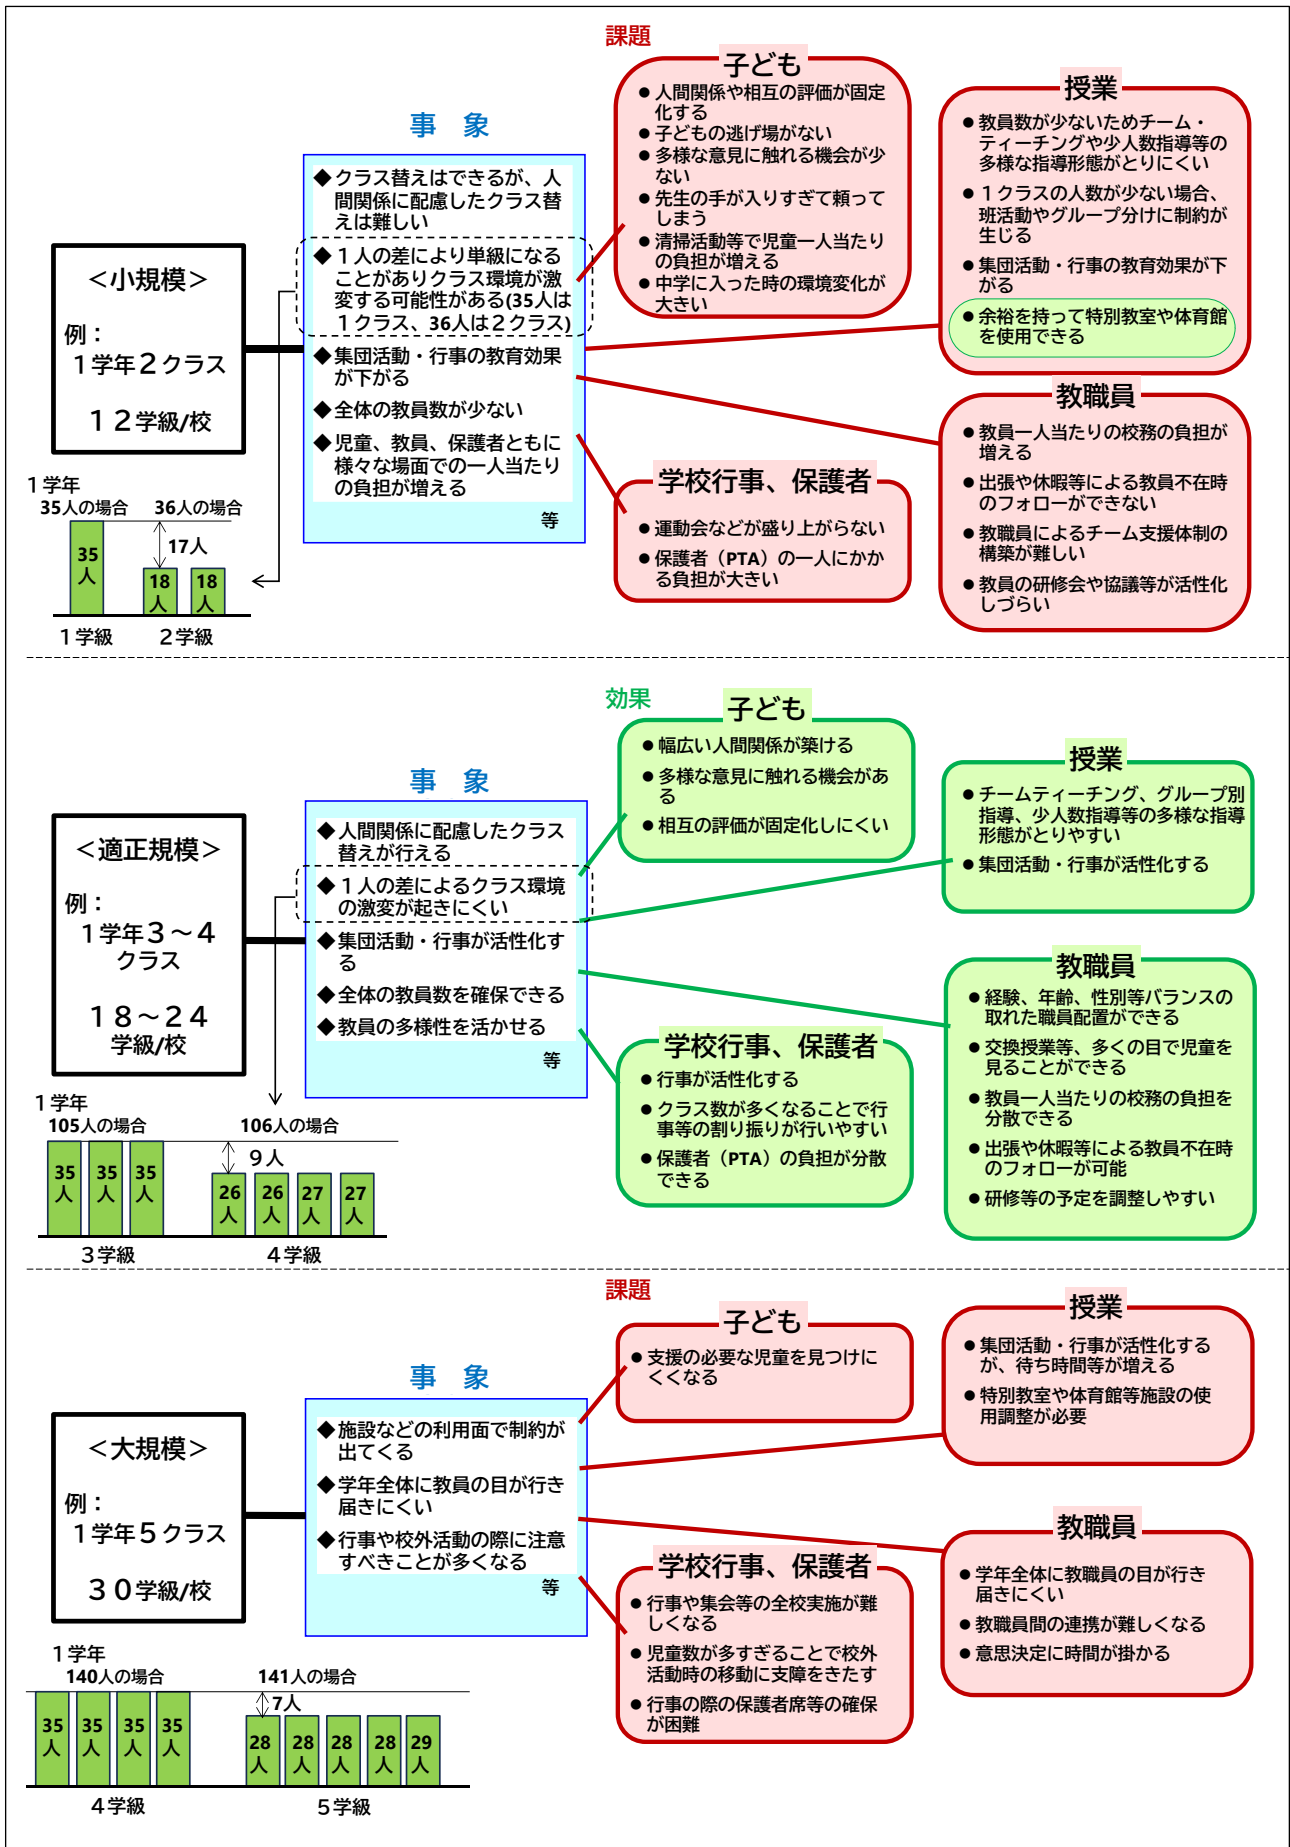 課題
子ども
● 人間関係や相互の評価が固定
化する
● 子どもの逃げ場がない
● 多様な意見に触れる機会が少
ない
● 先生の手が入りすぎて頼って
しまう
● 清掃活動等で児童一人当たり
の負担が増える
● 中学に入った時の環境変化が
大きい
授業
● 教員数が少ないためチーム・
ティーチングや少人数指導等の
多様な指導形態がとりにくい
● 1クラスの人数が少ない場合、
班活動やグループ分けに制約が
生じる
● 集団活動・行事の教育効果が下
がる
● 余裕を持って特別教室や体育館
を使用できる
事 象
◆ クラス替えはできるが、人
間関係に配慮したクラス替
えは難しい
◆ 1人の差により単級になる
ことがありクラス環境が激
変する可能性がある(35人は
1クラス、36人は2クラス)
◆ 集団活動・行事の教育効果
が下がる
◆ 全体の教員数が少ない
◆ 児童、教員、保護者ともに
様々な場面での一人当たり
の負担が増える
等
<小規模>
例:
1学年2クラス
12学級/校
教職員
● 教員一人当たりの校務の負担が
増える
● 出張や休暇等による教員不在時
のフォローができない
● 教職員によるチーム支援体制の
構築が難しい
● 教員の研修会や協議等が活性化
しづらい
学校行事、保護者
● 運動会などが盛り上がらない
● 保護者(PTA)の一人にかか
る負担が大きい
1学年
35人の場合 36人の場合
17人
35人
18人 18人
1学級 2学級
効果
子ども
● 幅広い人間関係が築ける
● 多様な意見に触れる機会があ
る
● 相互の評価が固定化しにくい
授業
● チームティーチング、グループ別
指導、少人数指導等の多様な指導
形態がとりやすい
● 集団活動・行事が活性化する
事 象
◆ 人間関係に配慮したクラス
替えが行える
◆ 1人の差によるクラス環境
の激変が起きにくい
◆ 集団活動・行事が活性化す
る
◆ 全体の教員数を確保できる
◆ 教員の多様性を活かせる
等
<適正規模>
例:
1学年3~4
クラス
18~24
学級/校
教職員
● 経験、年齢、性別等バランスの
取れた職員配置ができる
● 交換授業等、多くの目で児童を
見ることができる
● 教員一人当たりの校務の負担を
分散できる
● 出張や休暇等による教員不在時
のフォローが可能
● 研修等の予定を調整しやすい
学校行事、保護者
● 行事が活性化する
● クラス数が多くなることで行
事等の割り振りが行いやすい
● 保護者(PTA)の負担が分散
できる
1学年
105人の場合 106人の場合
9人
35人 35人 35人
26人 26人 27人 27人
3学級 4学級
課題
子ども
● 支援の必要な児童を見つけに
くくなる
授業
● 集団活動・行事が活性化する
が、待ち時間等が増える
● 特別教室や体育館等施設の使
用調整が必要
事 象
◆ 施設などの利用面で制約が
出てくる
◆ 学年全体に教員の目が行き
届きにくい
◆ 行事や校外活動の際に注意
すべきことが多くなる
等
<大規模>
例:
1学年5クラス
30学級/校
教職員
● 学年全体に教職員の目が行き
届きにくい
● 教職員間の連携が難しくなる
● 意思決定に時間が掛かる
学校行事、保護者
● 行事や集会等の全校実施が難
しくなる
● 児童数が多すぎることで校外
活動時の移動に支障をきたす
● 行事の際の保護者席等の確保
が困難
1学年
140人の場合 141人の場合
7人
35人 35人 35人 35人
28人 28人 28人 28人 29人
4学級 5学級